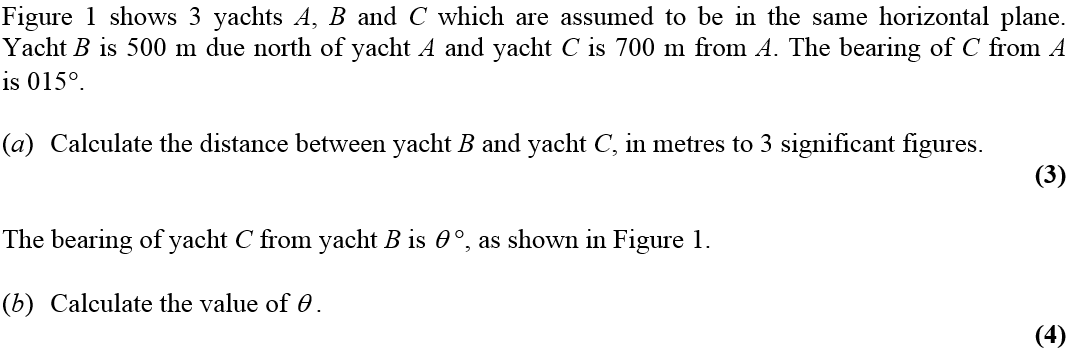 Figure 1 shows 3 yachts A, B and C which are assumed to be in the same horizontal plane.
Yacht B is 500 m due north of yacht A and yacht C is 700 m from A. The bearing of C from A
is 015°.
(a) Calculate the distance between yacht B and yacht C, in metres to 3 significant figures.
(3)
The bearing of yacht C from yacht B is θ°, as shown in Figure 1.
(b) Calculate the value of θ.
(4)